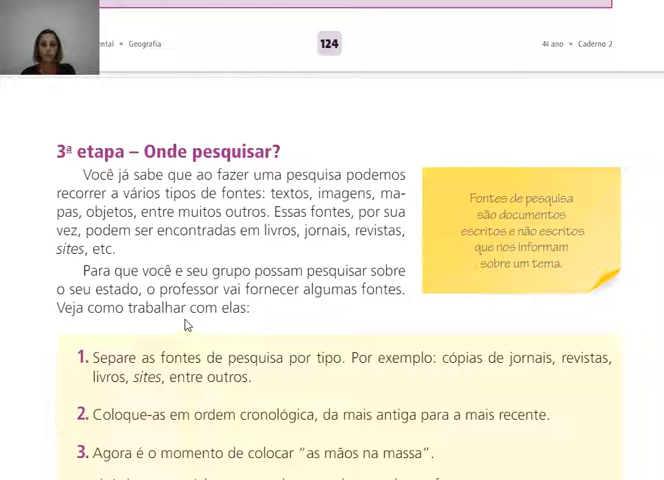 ental • Geografia
124
4º ano • Caderno 2
3ª etapa – Onde pesquisar?
Você já sabe que ao fazer uma pesquisa podemos
recorrer a vários tipos de fontes: textos, imagens, ma-
pas, objetos, entre muitos outros. Essas fontes, por sua
vez, podem ser encontradas em livros, jornais, revistas,
sites, etc.
Para que você e seu grupo possam pesquisar sobre
o seu estado, o professor vai fornecer algumas fontes.
Veja como trabalhar com elas:
Fontes de pesquisa
são documentos
escritos e não escritos
que nos informam
sobre um tema.
1. Separe as fontes de pesquisa por tipo. Por exemplo: cópias de jornais, revistas,
livros, sites, entre outros.
2. Coloque-as em ordem cronológica, da mais antiga para a mais recente.
3. Agora é o momento de colocar “as mãos na massa”.